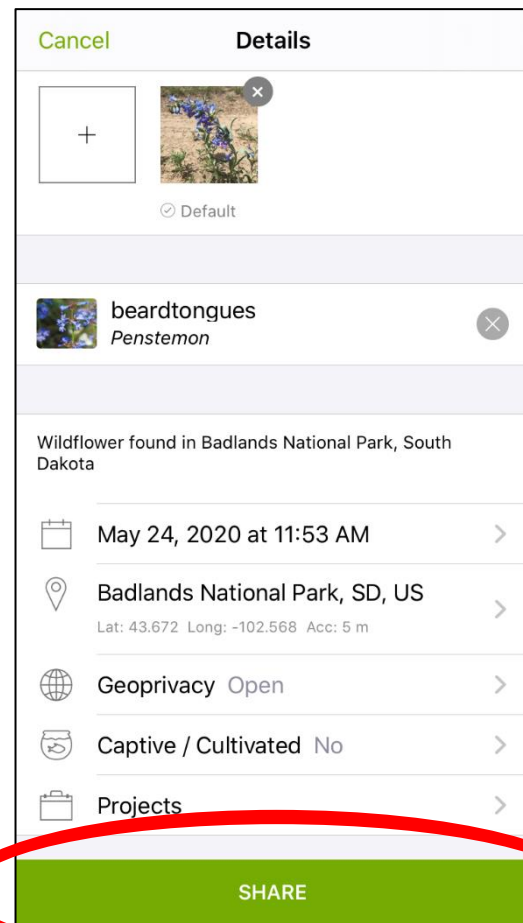 Cancel Details
Default
beardtongues
Penstemon
Wildflower found in Badlands National Park, South
Dakota
May 24, 2020 at 11:53 AM
Badlands National Park, SD, US
Lat: 43.672 Long: -102.568 Acc: 5 m
Geoprivacy Open
Captive / Cultivated No
Projects
SHARE